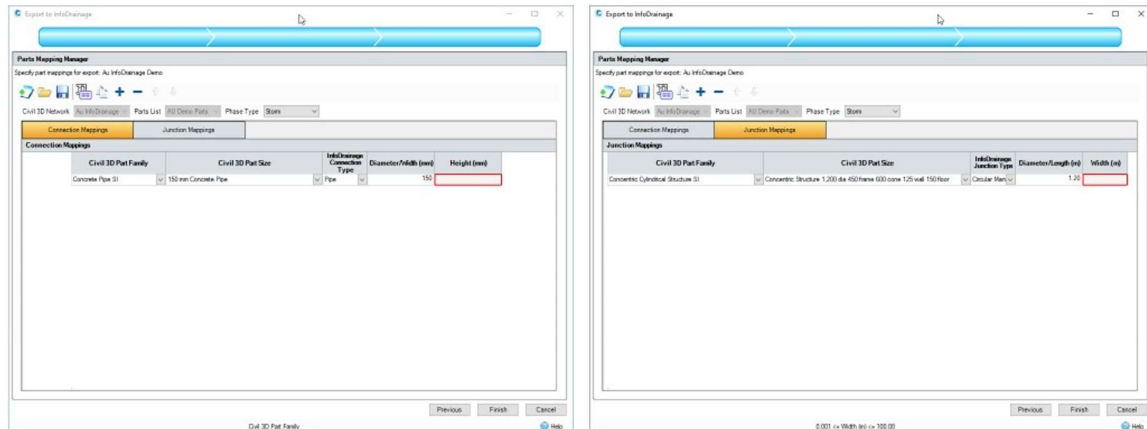 Export to InfoDrainage
Parts Mapping Manager
Specify part mappings for export: Au InfoDrainage Demo
Civil 3D Network Au InfoDrainage Parts List AU Demo Parts Phase Type Storm
Connection Mappings Junction Mappings
Connection Mappings
Civil 3D Part Family Civil 3D Part Size InfoDrainage Connection Type Diameter/Width (mm) Height (mm)
Concrete Pipe SI 150 mm Concrete Pipe Pipe 150
Previous Finish Cancel
Civil 3D Part Family Help
Export to InfoDrainage
Parts Mapping Manager
Specify part mappings for export: Au InfoDrainage Demo
Civil 3D Network Au InfoDrainage Parts List AU Demo Parts Phase Type Storm
Connection Mappings Junction Mappings
Junction Mappings
Civil 3D Part Family Civil 3D Part Size InfoDrainage Junction Type Diameter/Length (m) Width (m)
Concentric Cylindrical Structure SI Concentric Structure 1,200 dia 450 frame 600 cone 125 wall 150 floor Circular Man 1.20
Previous Finish Cancel
0.001 <= Width (m) <= 100.00 Help